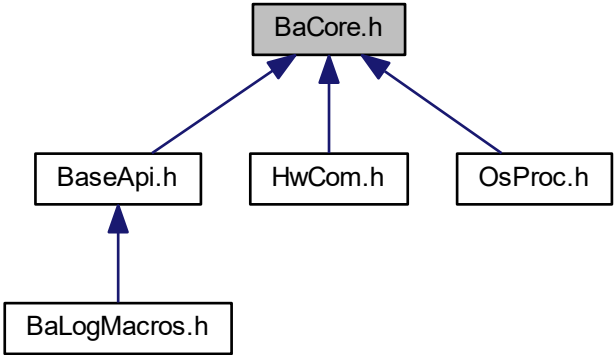 BaCore.h
BaseApi.h
HwCom.h
OsProc.h
BaLogMacros.h